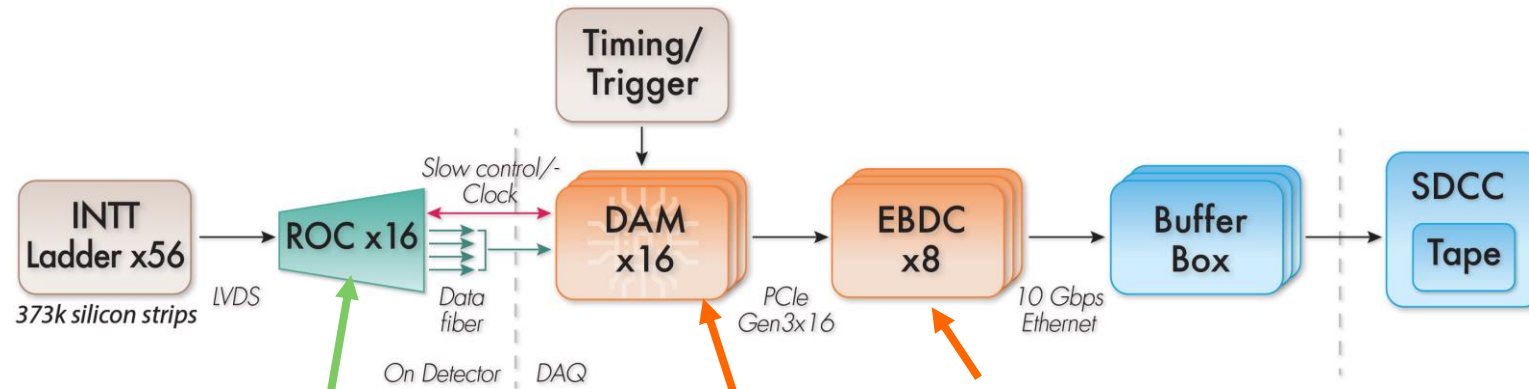 Timing/
Trigger
INTT
Ladder x56
373k silicon strips
LVDS
ROC x16
Slow control/-
Clock
Data
fiber
On Detector
DAQ
DAM
x16
PCIe
Gen3x16
EBDC
x8
10 Gbps
Ethernet
Buffer
Box
SDCC
Tape